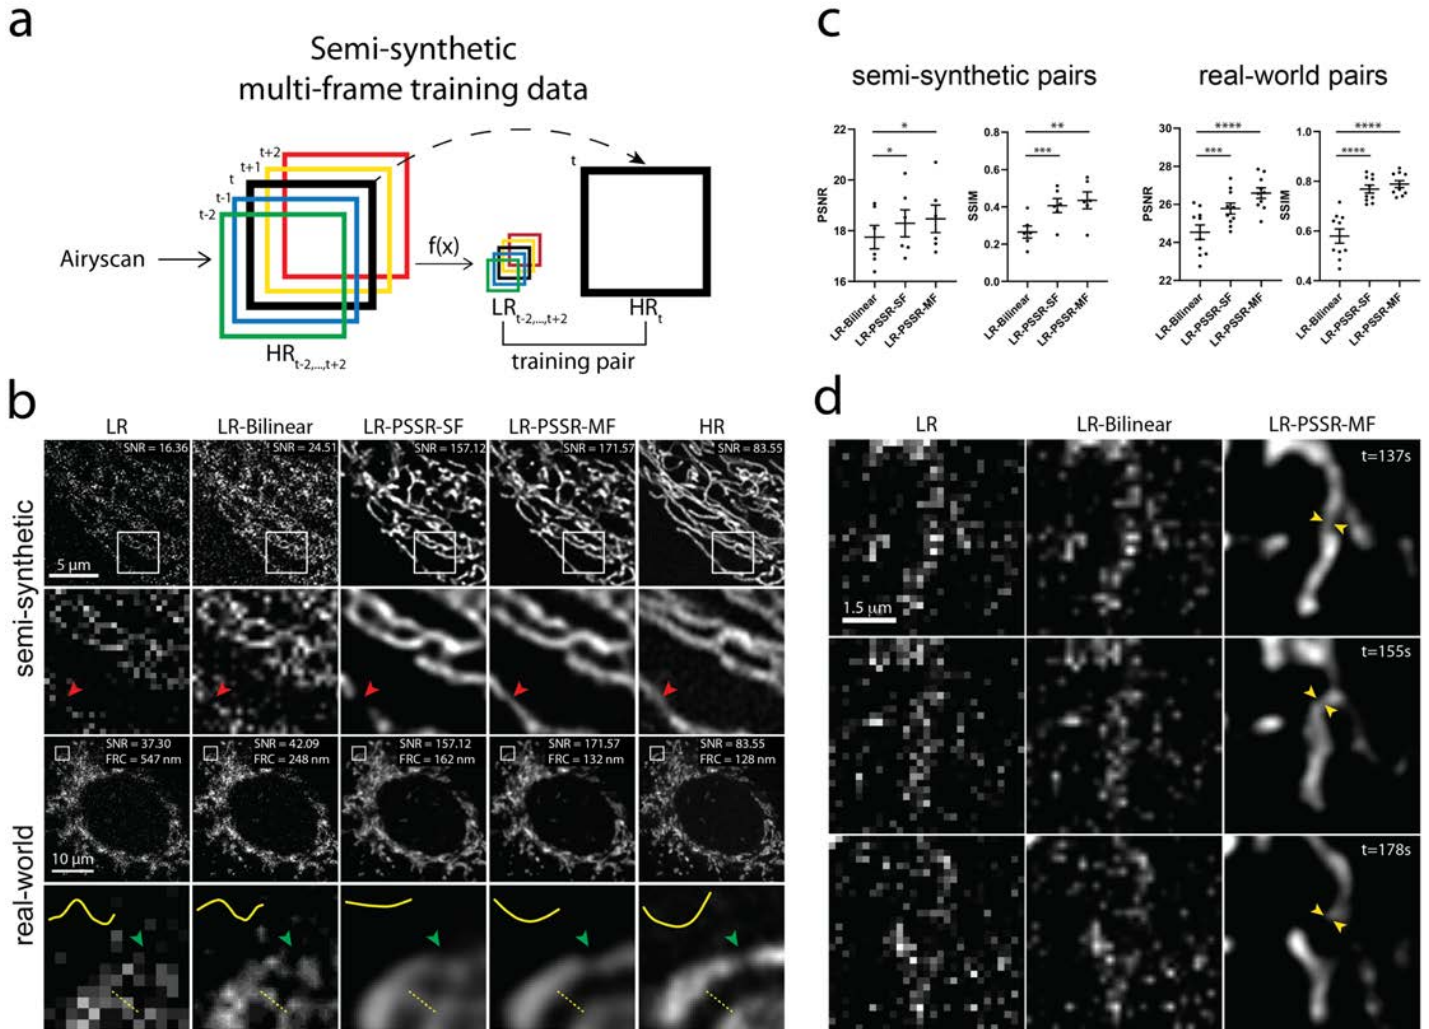 a
Semi-synthetic
multi-frame training data
t+2
t+1
t
t-1
t-2
t
Airyscan
f(x)
HR t-2,...,t+2
LR t-2,...,t+2
HR t
training pair
c
semi-synthetic pairs
real-world pairs
PSNR
22
20
18
16
*
*
LR-Bilinear
LR-PSSR-SF
LR-PSSR-MF
SSIM
0.8
0.6
0.4
0.2
0.0
**
***
LR-Bilinear
LR-PSSR-SF
LR-PSSR-MF
PSNR
30
28
26
24
22
****
***
LR-Bilinear
LR-PSSR-SF
LR-PSSR-MF
SSIM
1.0
0.8
0.6
0.4
****
****
LR-Bilinear
LR-PSSR-SF
LR-PSSR-MF
b
LR
LR-Bilinear
LR-PSSR-SF
LR-PSSR-MF
HR
semi-synthetic
SNR = 16.36
SNR = 24.51
SNR = 157.12
SNR = 171.57
SNR = 83.55
5 μm
real-world
SNR = 37.30
FRC = 547 nm
SNR = 42.09
FRC = 248 nm
SNR = 157.12
FRC = 162 nm
SNR = 171.57
FRC = 132 nm
SNR = 83.55
FRC = 128 nm
10 μm
d
LR
LR-Bilinear
LR-PSSR-MF
t=137s
1.5 μm
t=155s
t=178s